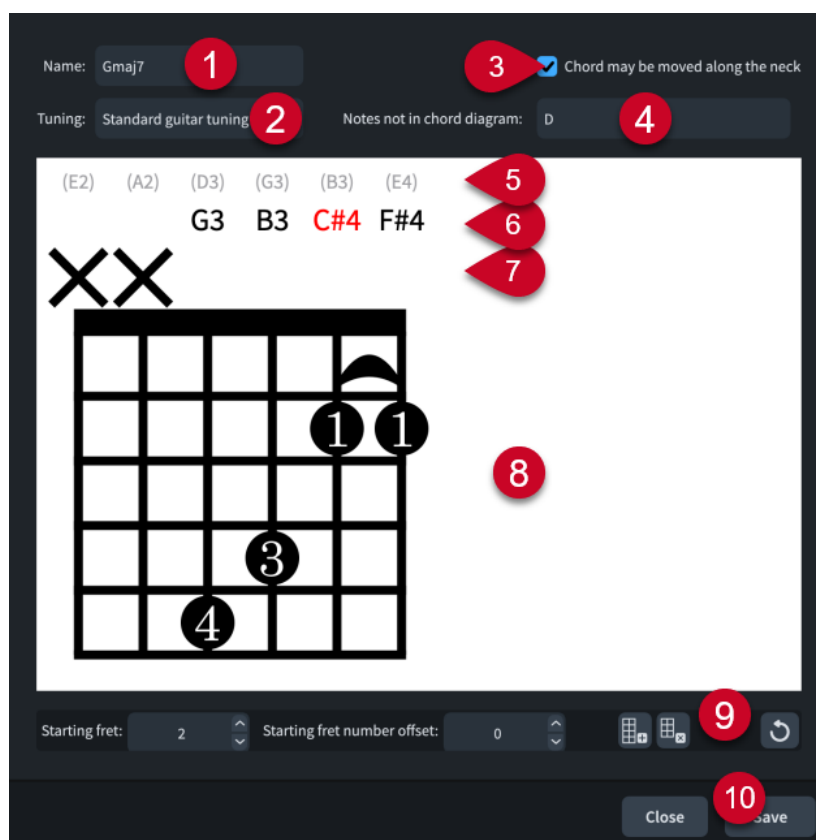 Name: Gmaj7 1 3 Chord may be moved along the neck
Tuning: Standard guitar tuning 2 Notes not in chord diagram: D 4
(E2) (A2) (D3) (G3) (B3) (E4) 5
G3 B3 C#4 F#4 6
7
1 1
8
3
4
Starting fret: 2 Starting fret number offset: 0 9
10
Close ave